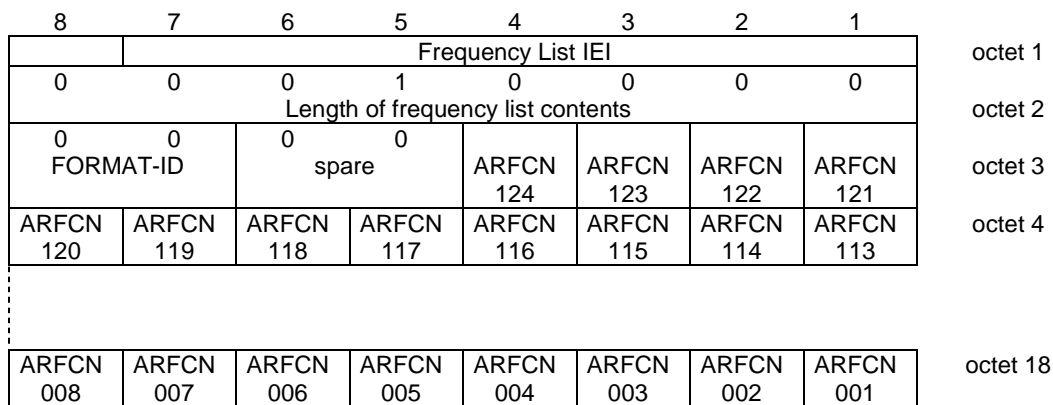 8 7 6 5 4 3 2 1
Frequency List IEI octet 1
0 0 0 1 0 0 0 0
Length of frequency list contents octet 2
0 0 0 0
FORMAT-ID spare ARFCN ARFCN ARFCN ARFCN octet 3
124 123 122 121
ARFCN ARFCN ARFCN ARFCN ARFCN ARFCN ARFCN ARFCN octet 4
120 119 118 117 116 115 114 113
ARFCN ARFCN ARFCN ARFCN ARFCN ARFCN ARFCN ARFCN octet 18
008 007 006 005 004 003 002 001